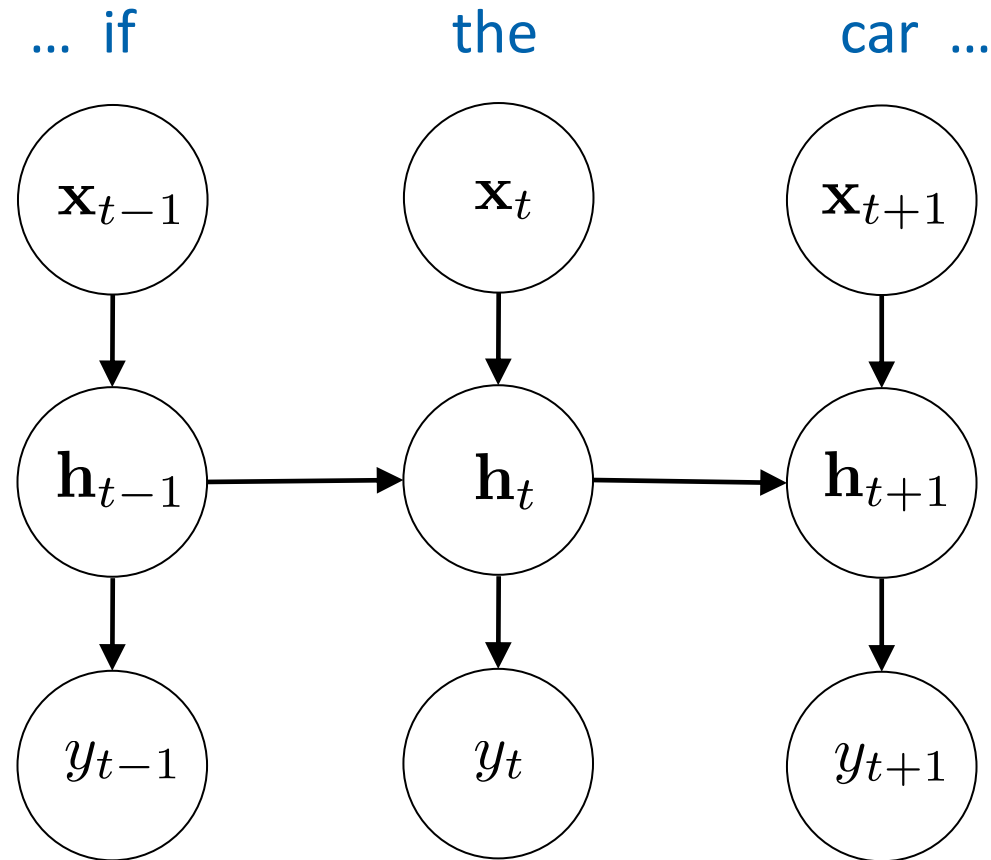 ... if the car ...
𝐱_{t−1} 𝐱_t 𝐱_{t+1}
𝐡_{t−1} 𝐡_t 𝐡_{t+1}
y_{t−1} y_t y_{t+1}